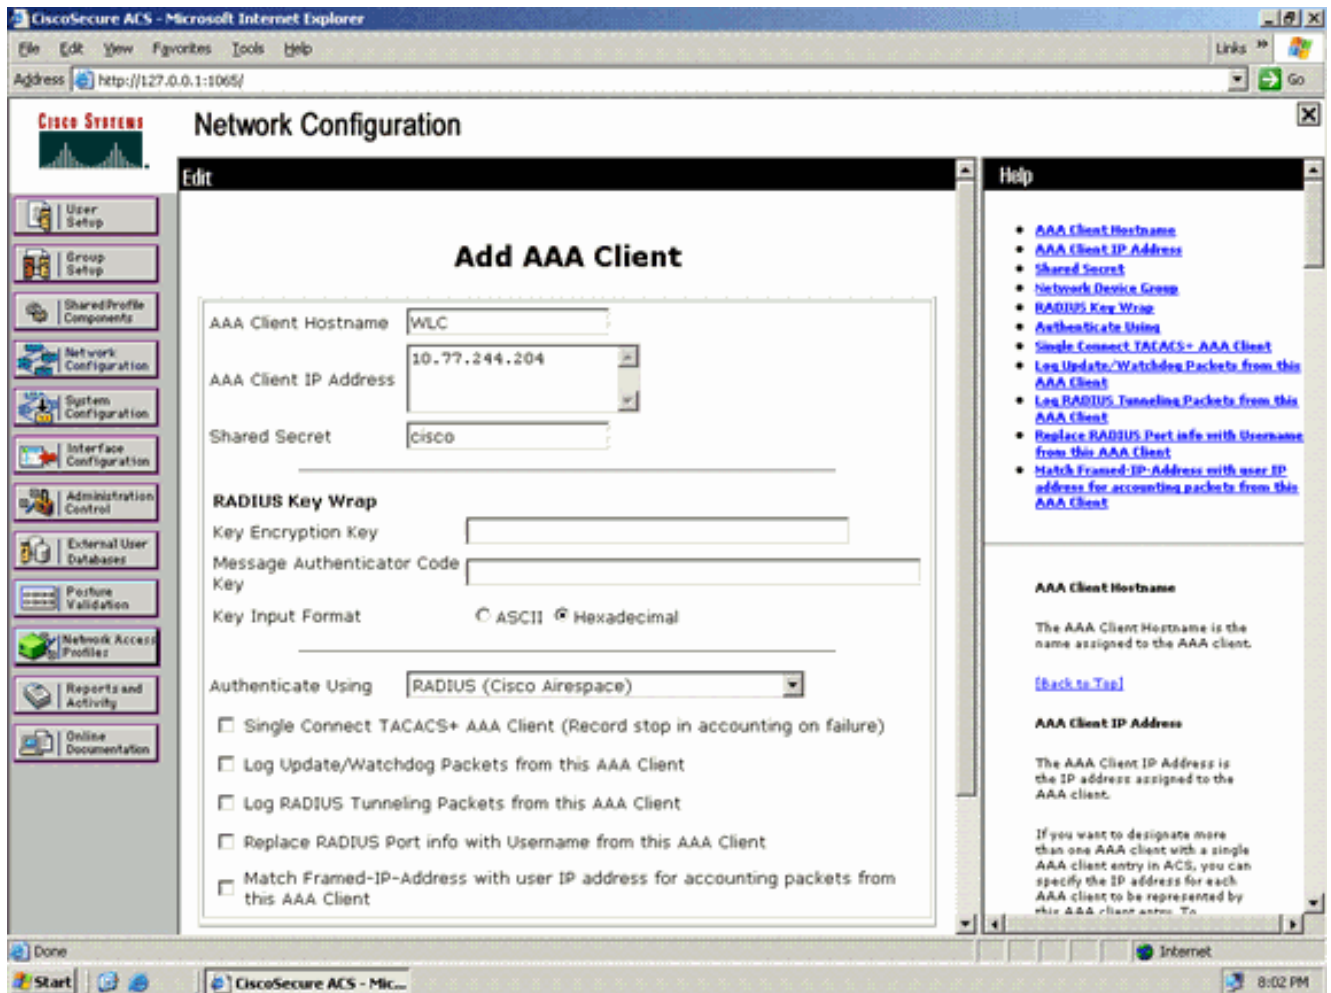 CiscoSecure ACS - Microsoft Internet Explorer
File Edit View Favorites Tools Help
Links »
Address http://127.0.0.1:1065/
Go
CISCO SYSTEMS
Network Configuration
User
Setup
Group
Setup
Shared Profile
Components
Network
Configuration
System
Configuration
Interface
Configuration
Administration
Control
External User
Databases
Posture
Validation
Network Access
Profiles
Reports and
Activity
Online
Documentation
Edit
Add AAA Client
AAA Client Hostname WLC
AAA Client IP Address 10.77.244.204
Shared Secret cisco
RADIUS Key Wrap
Key Encryption Key
Message Authenticator Code
Key
Key Input Format ASCII Hexadecimal
Authenticate Using RADIUS (Cisco Airespace)
Single Connect TACACS+ AAA Client (Record stop in accounting on failure)
Log Update/Watchdog Packets from this AAA Client
Log RADIUS Tunneling Packets from this AAA Client
Replace RADIUS Port info with Username from this AAA Client
Match Framed-IP-Address with user IP address for accounting packets from
this AAA Client
Help
AAA Client Hostname
AAA Client IP Address
Shared Secret
Network Device Group
RADIUS Key Wrap
Authenticate Using
Single Connect TACACS+ AAA Client
Log Update/Watchdog Packets from this
AAA Client
Log RADIUS Tunneling Packets from this
AAA Client
Replace RADIUS Port info with Username
from this AAA Client
Match Framed-IP-Address with user IP
address for accounting packets from this
AAA Client
AAA Client Hostname
The AAA Client Hostname is the
name assigned to the AAA client.
[Back to Top]
AAA Client IP Address
The AAA Client IP Address is
the IP address assigned to the
AAA client.
If you want to designate more
than one AAA client with a single
AAA client entry in ACS, you can
specify the IP address for each
AAA client to be represented by
this AAA client entry. To
Done
Internet
Start
CiscoSecure ACS - Mic...
8:02 PM